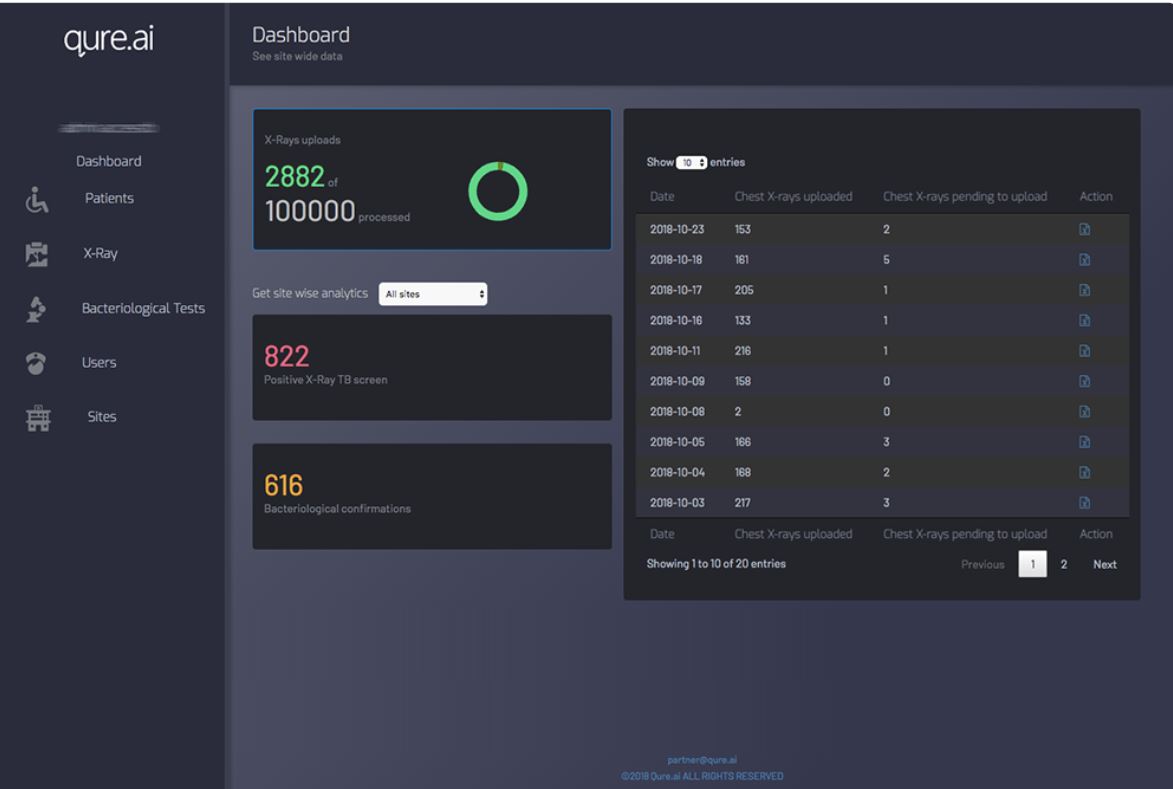 qure.ai
Dashboard
See site wide data
Dashboard
Patients
X-Ray
Bacteriological Tests
Users
Sites
X-Rays uploads
2882 of
100000 processed
Get site wise analytics All sites
822
Positive X-Ray TB screen
616
Bacteriological confirmations
Show 10 entries
Date Chest X-rays uploaded Chest X-rays pending to upload Action
2018-10-23 153 2
2018-10-18 161 5
2018-10-17 205 1
2018-10-16 133 1
2018-10-11 216 1
2018-10-09 158 0
2018-10-08 2 0
2018-10-05 166 3
2018-10-04 168 2
2018-10-03 217 3
Date Chest X-rays uploaded Chest X-rays pending to upload Action
Showing 1 to 10 of 20 entries Previous 1 2 Next
partner@qure.ai
©2018 Qure.ai ALL RIGHTS RESERVED